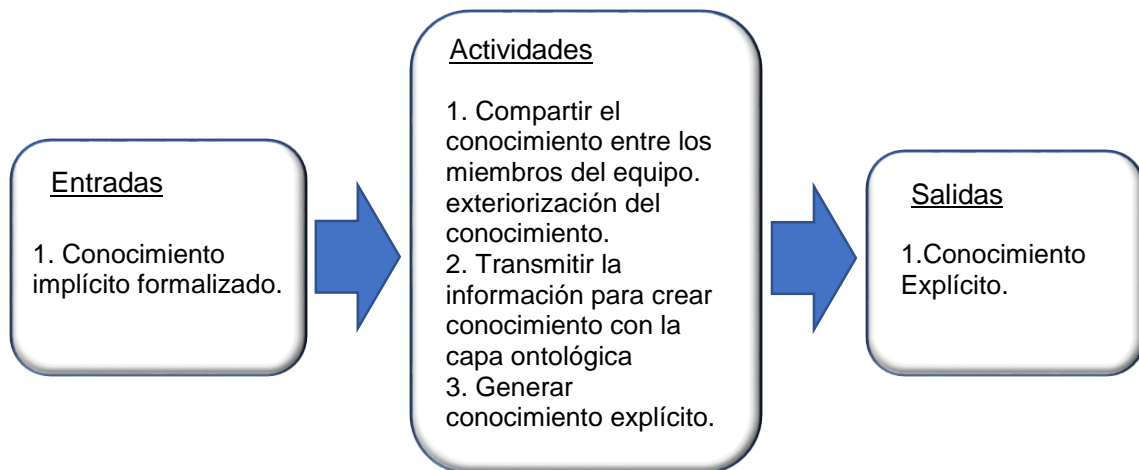 Entradas
1. Conocimiento
implícito formalizado.
Actividades
1. Compartir el
conocimiento entre los
miembros del equipo.
exteriorización del
conocimiento.
2. Transmitir la
información para crear
conocimiento con la
capa ontológica
3. Generar
conocimiento explícito.
Salidas
1.Conocimiento
Explícito.